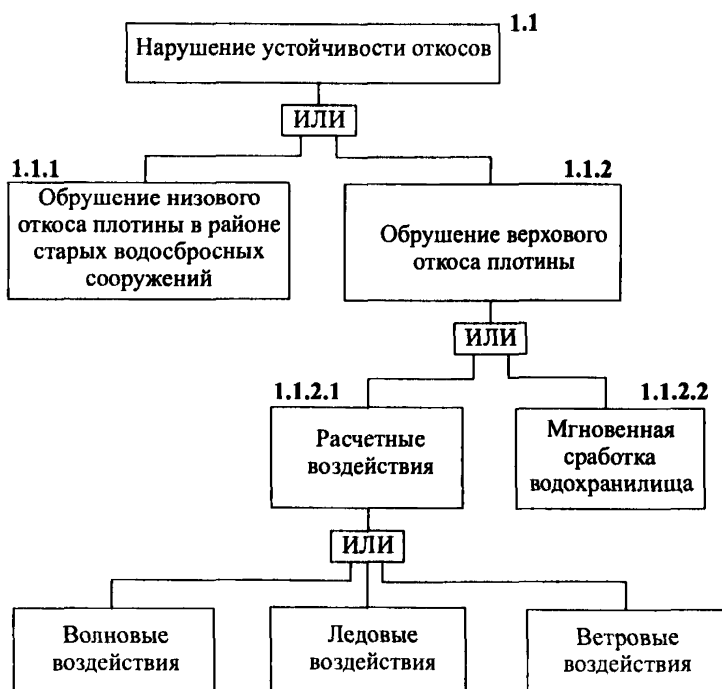 1.1
Нарушение устойчивости откосов
ИЛИ
1.1.1
Обрушение низового
откоса плотины в районе
старых водосбросных
сооружений
1.1.2
Обрушение верхового
откоса плотины
ИЛИ
1.1.2.1
Расчетные
воздействия
1.1.2.2
Мгновенная
сработка
водохранилища
ИЛИ
Волновые
воздействия
Ледовые
воздействия
Ветровые
воздействия